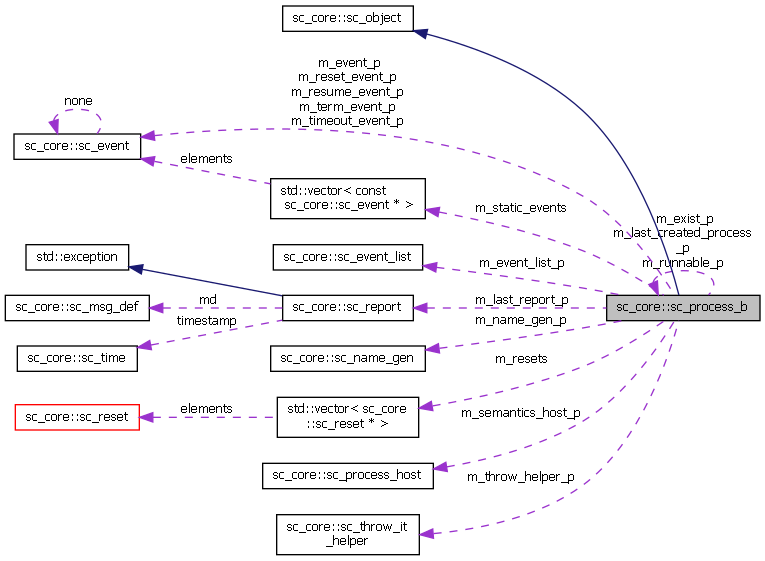 sc_core::sc_object
m_event_p
m_reset_event_p
m_resume_event_p
m_term_event_p
m_timeout_event_p
none
sc_core::sc_event
elements
std::vector< const
sc_core::sc_event * >
m_static_events
m_exist_p
m_last_created_process
_p
m_runnable_p
std::exception
sc_core::sc_event_list
m_event_list_p
sc_core::sc_msg_def
md
sc_core::sc_report
m_last_report_p
sc_core::sc_process_b
timestamp
m_name_gen_p
sc_core::sc_time
sc_core::sc_name_gen
m_resets
sc_core::sc_reset
elements
std::vector< sc_core
::sc_reset * >
m_semantics_host_p
sc_core::sc_process_host
m_throw_helper_p
sc_core::sc_throw_it
_helper